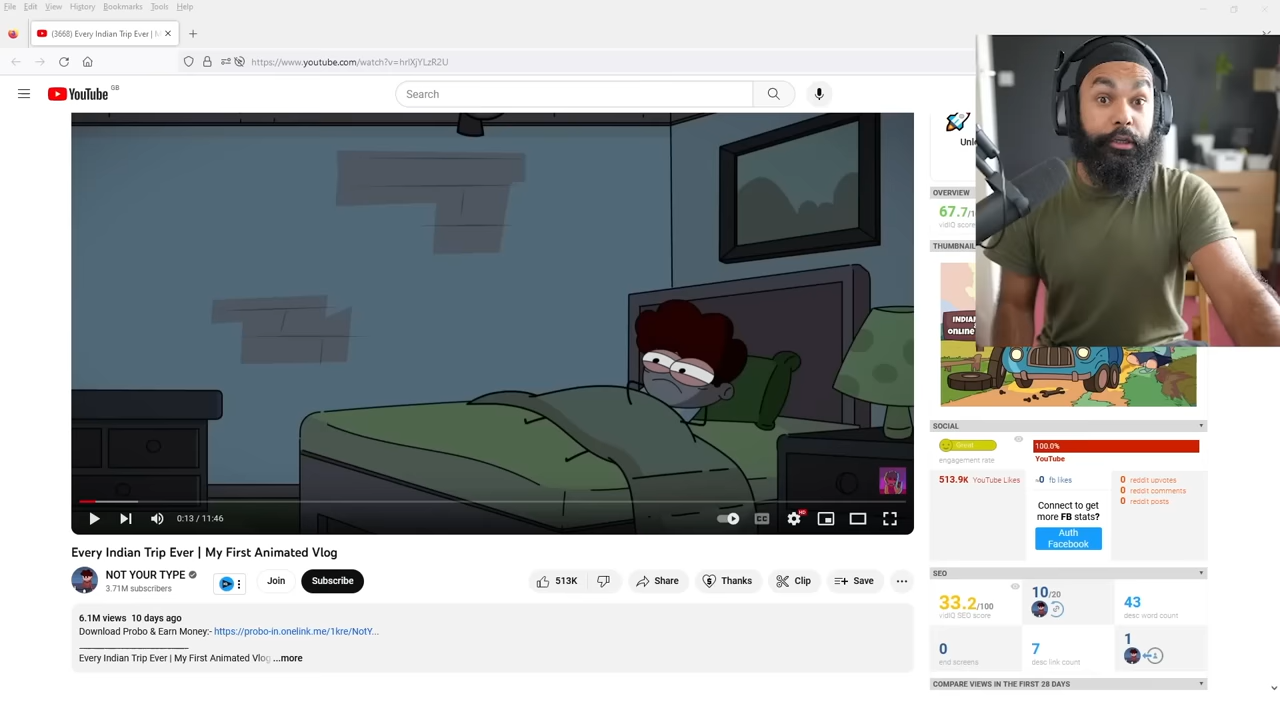 File Edit View History Bookmarks Tools Help
(3668) Every Indian Trip Ever | M
https://www.youtube.com/watch?v=hrlXjYLzR2U
YouTube GB
Search
Unl
OVERVIEW
67.7/1
vidIQ score
THUMBNAIL
INDIAN
ONLINE
SOCIAL
Great
engagement rate
100.0%
YouTube
513.9K YouTube Likes
~0 fb likes
Connect to get
more FB stats?
Auth
Facebook
0 reddit upvotes
0 reddit comments
0 reddit posts
0:13 / 11:46
CC
HD
Every Indian Trip Ever | My First Animated Vlog
NOT YOUR TYPE
3.71M subscribers
Join
Subscribe
513K
Share
Thanks
Clip
Save
6.1M views 10 days ago
Download Probo & Earn Money:- https://probo-in.onelink.me/1kre/NotY...
Every Indian Trip Ever | My First Animated Vlog ...more
SEO
33.2/100
vidIQ SEO score
10/20
43
desc word count
0
end screens
7
desc link count
1
COMPARE VIEWS IN THE FIRST 28 DAYS